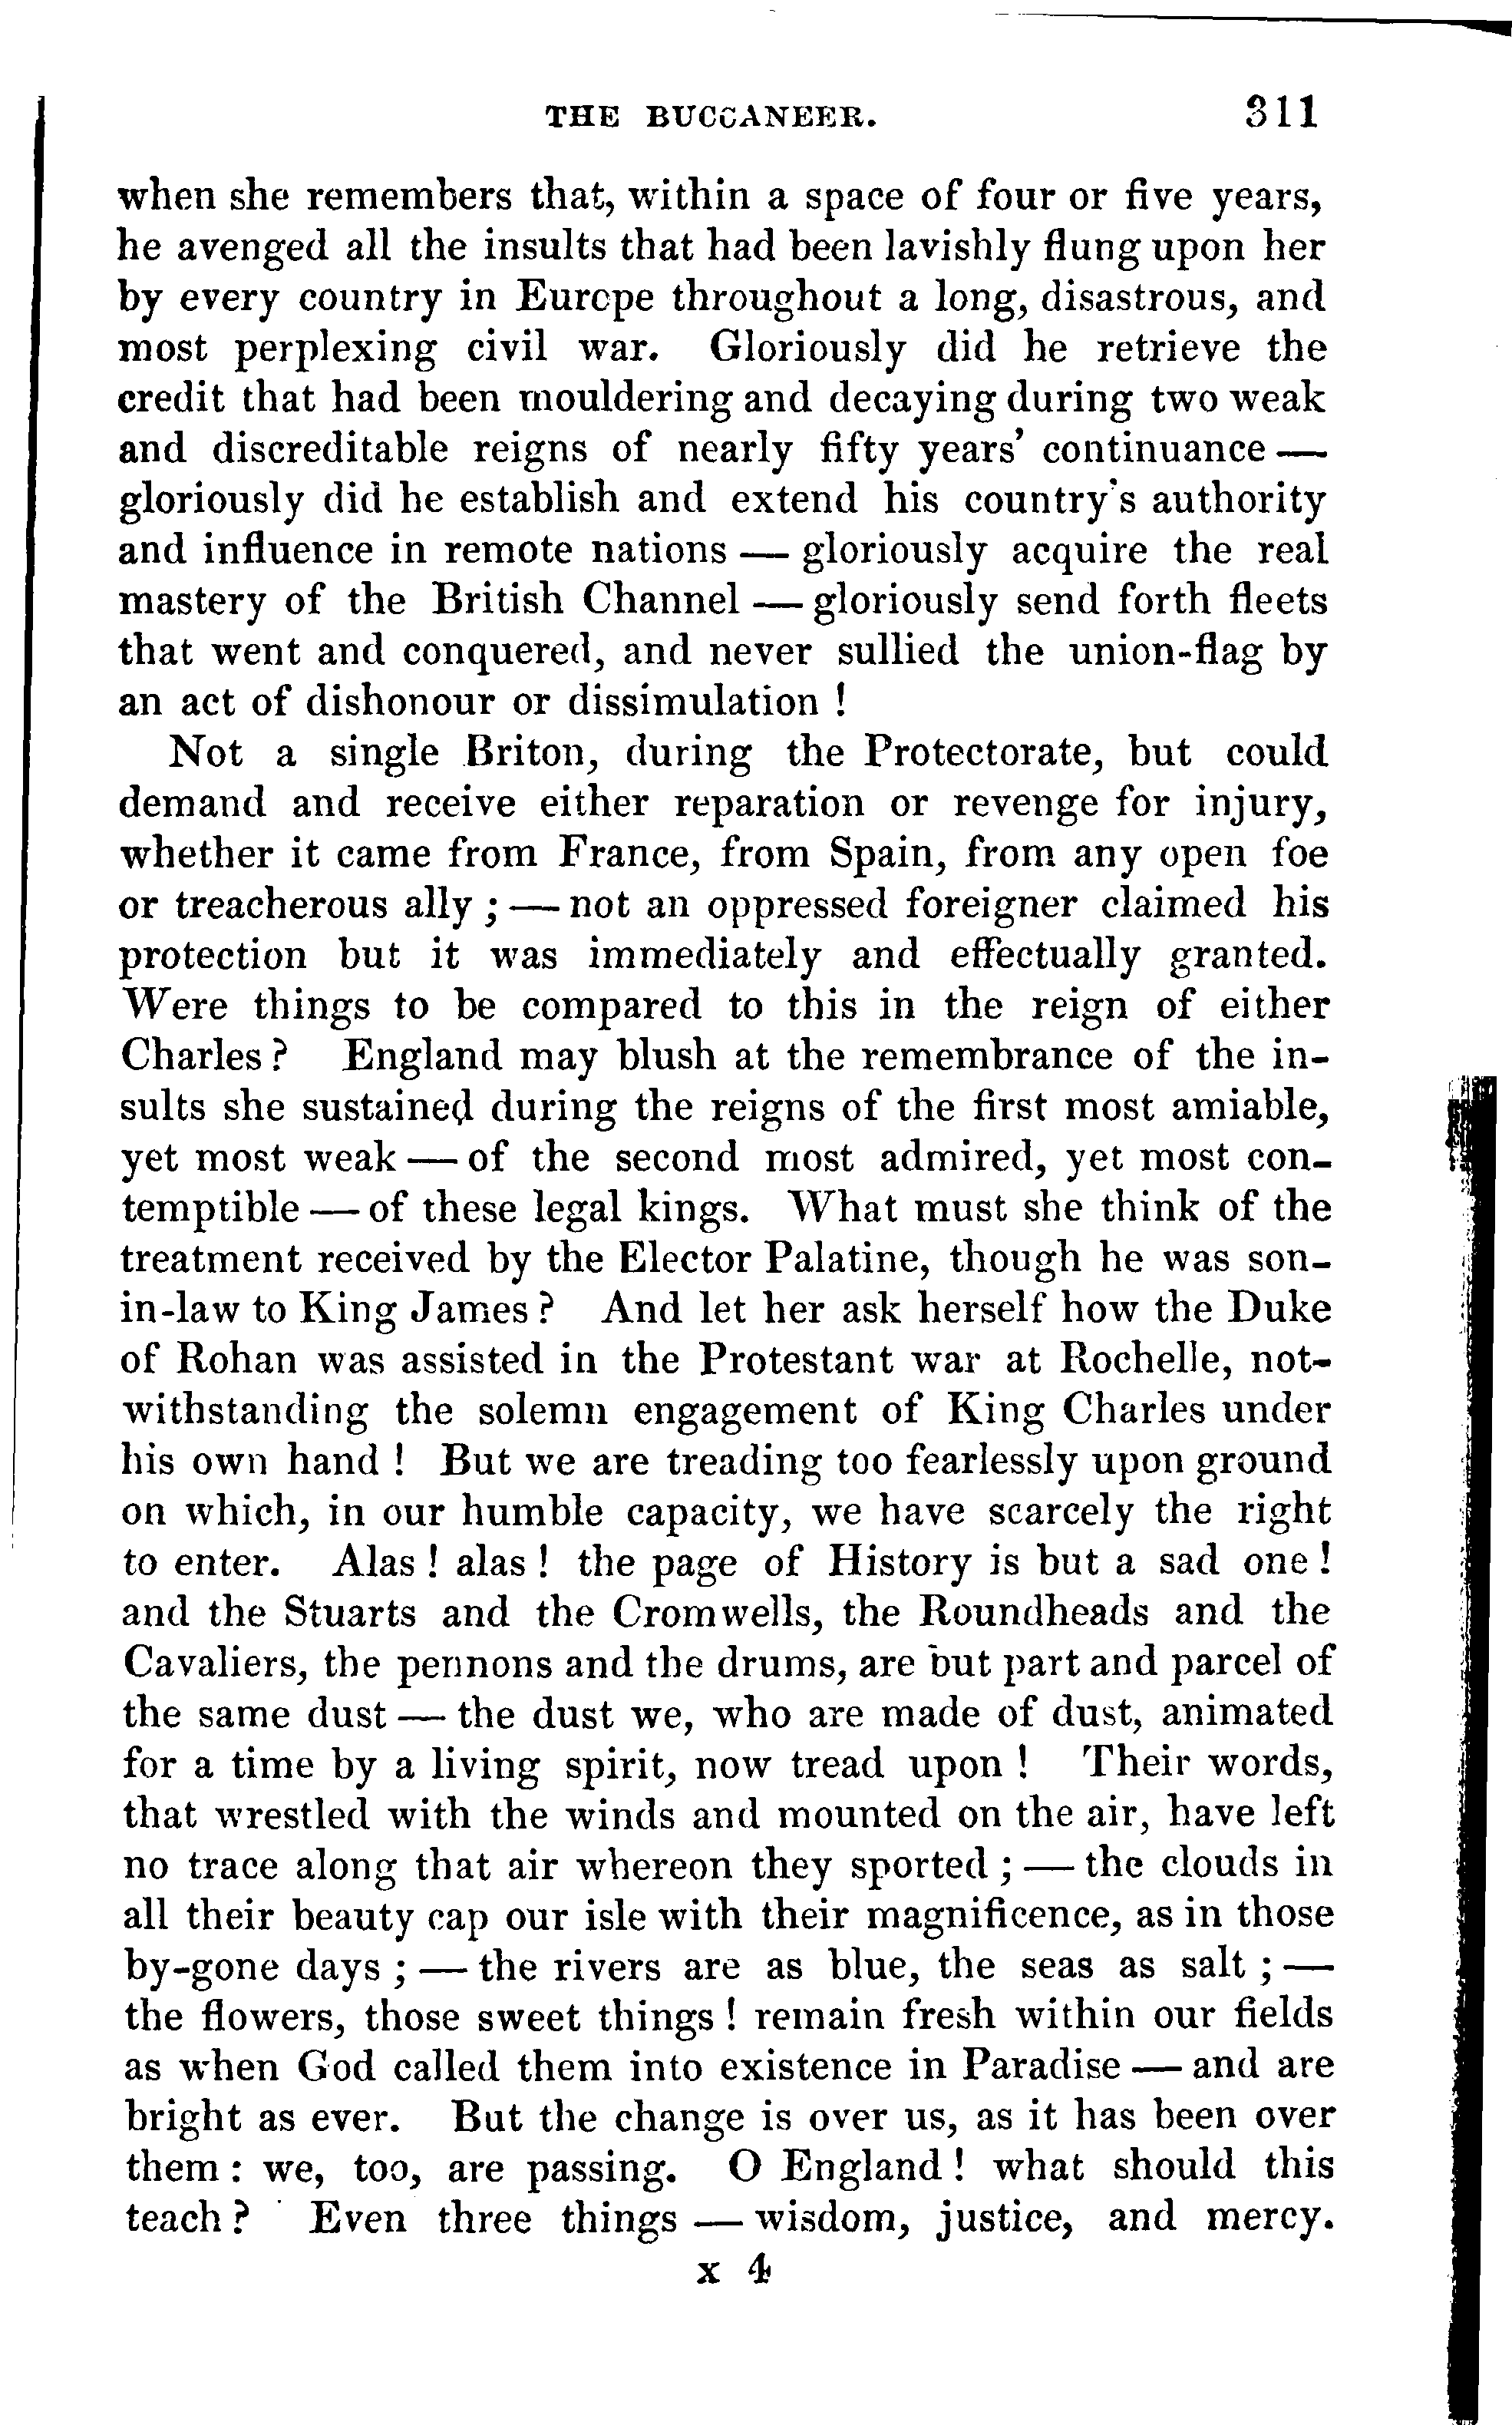 THE BUCCANEER. 311
when she remembers that, within a space of four or five years,
he avenged all the insults that had been lavishly flung upon her
by every country in Europe throughout a long, disastrous, and
most perplexing civil war. Gloriously did he retrieve the
credit that had been mouldering and decaying during two weak
and discreditable reigns of nearly fifty years' continuance —
gloriously did he establish and extend his country's authority
and influence in remote nations — gloriously acquire the real
mastery of the British Channel — gloriously send forth fleets
that went and conquered, and never sullied the union-flag by
an act of dishonour or dissimulation !
Not a single Briton, during the Protectorate, but could
demand and receive either reparation or revenge for injury,
whether it came from France, from Spain, from any open foe
or treacherous ally ; — not an oppressed foreigner claimed his
protection but it was immediately and effectually granted.
Were things to be compared to this in the reign of either
Charles ? England may blush at the remembrance of the in-
sults she sustained during the reigns of the first most amiable,
yet most weak — of the second most admired, yet most con-
temptible — of these legal kings. What must she think of the
treatment received by the Elector Palatine, though he was son-
in-law to King James ? And let her ask herself how the Duke
of Rohan was assisted in the Protestant war at Rochelle, not-
withstanding the solemn engagement of King Charles under
his own hand ! But we are treading too fearlessly upon ground
on which, in our humble capacity, we have scarcely the right
to enter. Alas ! alas ! the page of History is but a sad one !
and the Stuarts and the Cromwells, the Roundheads and the
Cavaliers, the pennons and the drums, are but part and parcel of
the same dust — the dust we, who are made of dust, animated
for a time by a living spirit, now tread upon ! Their words,
that wrestled with the winds and mounted on the air, have left
no trace along that air whereon they sported ; — the clouds in
all their beauty cap our isle with their magnificence, as in those
by-gone days ; — the rivers are as blue, the seas as salt ; —
the flowers, those sweet things ! remain fresh within our fields
as when God called them into existence in Paradise — and are
bright as ever. But the change is over us, as it has been over
them : we, too, are passing. O England ! what should this
teach ? Even three things — wisdom, justice, and mercy.
x 4